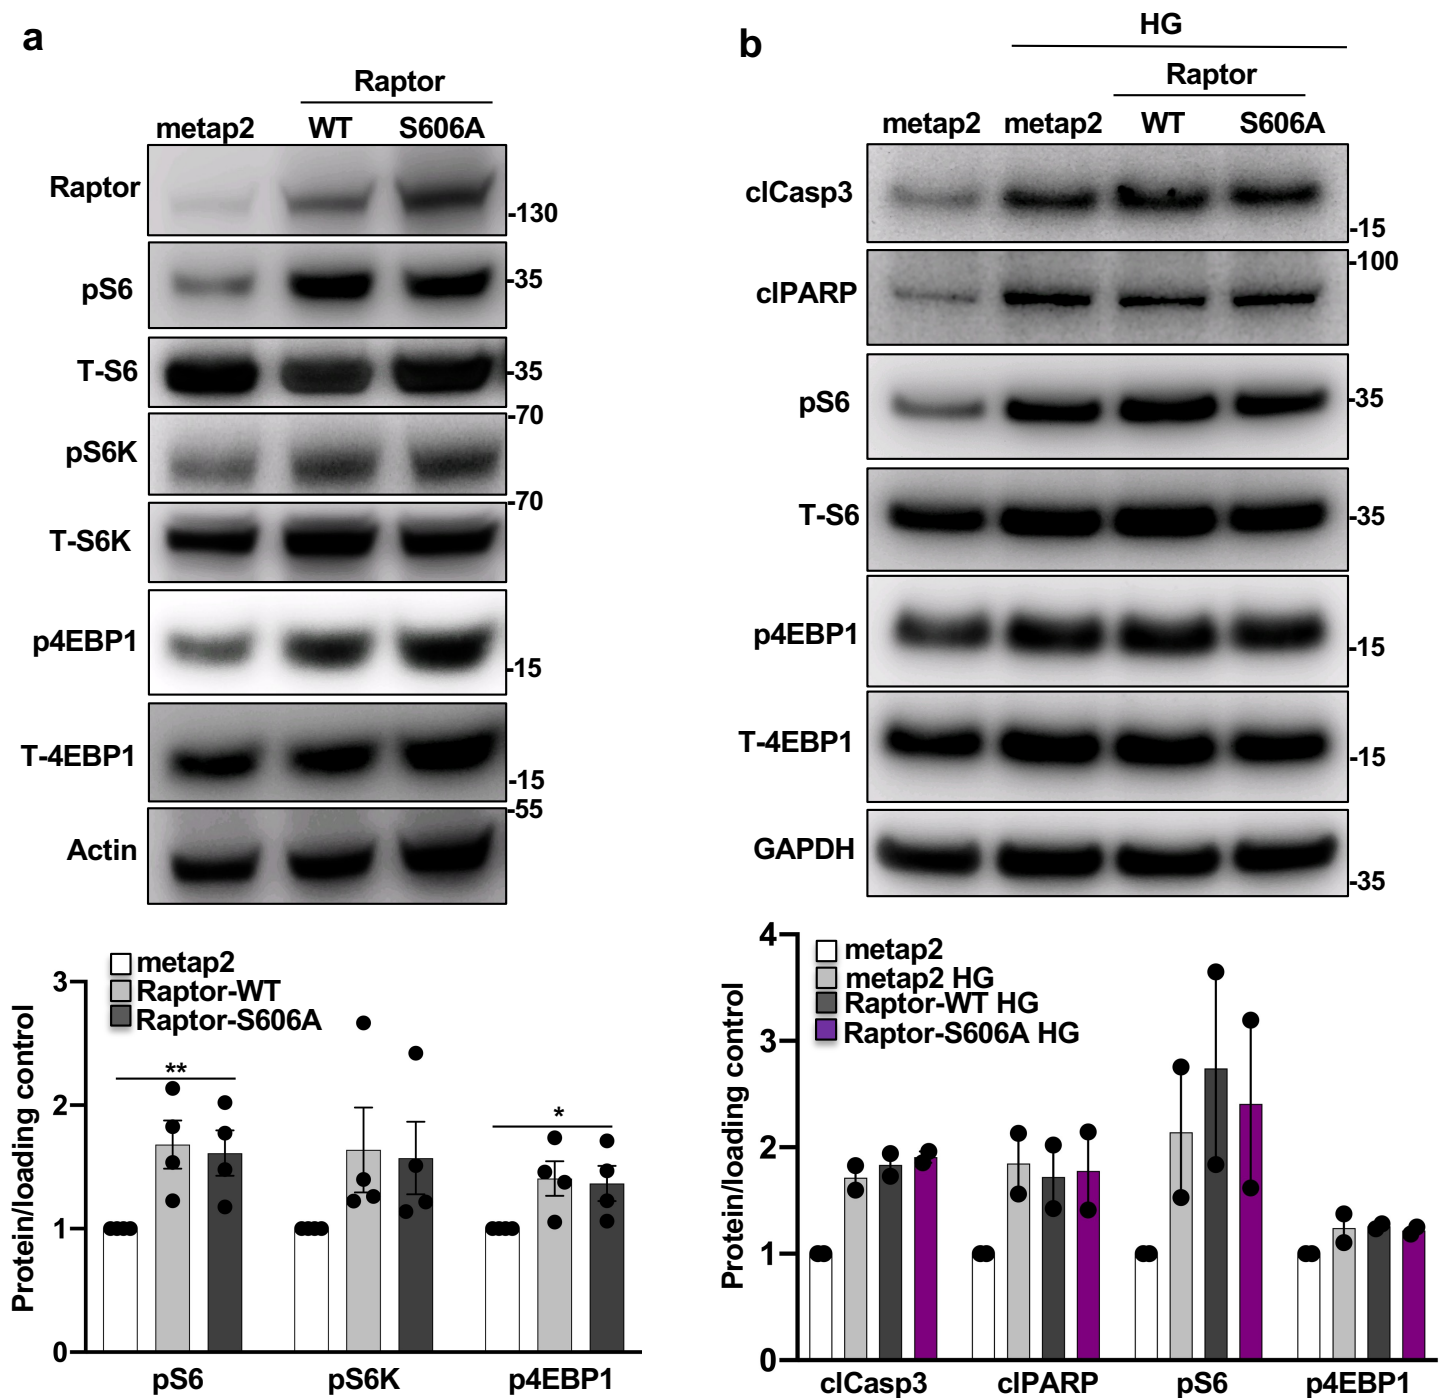 a
Raptor
metap2 WT S606A
Raptor
-130
pS6
-35
T-S6
-35
-70
pS6K
-70
T-S6K
p4EBP1
-15
T-4EBP1
-15
-55
Actin
3
2
1
0
Protein/loading control
metap2
Raptor-WT
Raptor-S606A
**
*
pS6 pS6K p4EBP1
b
HG
Raptor
metap2 metap2 WT S606A
clCasp3
-15
-100
clPARP
pS6
-35
T-S6
-35
p4EBP1
-15
T-4EBP1
-15
GAPDH
-35
4
3
2
1
0
Protein/loading control
metap2
metap2 HG
Raptor-WT HG
Raptor-S606A HG
clCasp3 clPARP pS6 p4EBP1